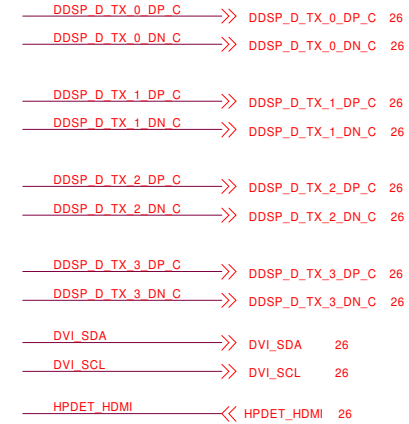 DDSP_D_TX_0_DP_C DDSP_D_TX_0_DP_C 26
DDSP_D_TX_0_DN_C DDSP_D_TX_0_DN_C 26
DDSP_D_TX_1_DP_C DDSP_D_TX_1_DP_C 26
DDSP_D_TX_1_DN_C DDSP_D_TX_1_DN_C 26
DDSP_D_TX_2_DP_C DDSP_D_TX_2_DP_C 26
DDSP_D_TX_2_DN_C DDSP_D_TX_2_DN_C 26
DDSP_D_TX_3_DP_C DDSP_D_TX_3_DP_C 26
DDSP_D_TX_3_DN_C DDSP_D_TX_3_DN_C 26
DVI_SDA DVI_SDA 26
DVI_SCL DVI_SCL 26
HPDET_HDMI HPDET_HDMI 26